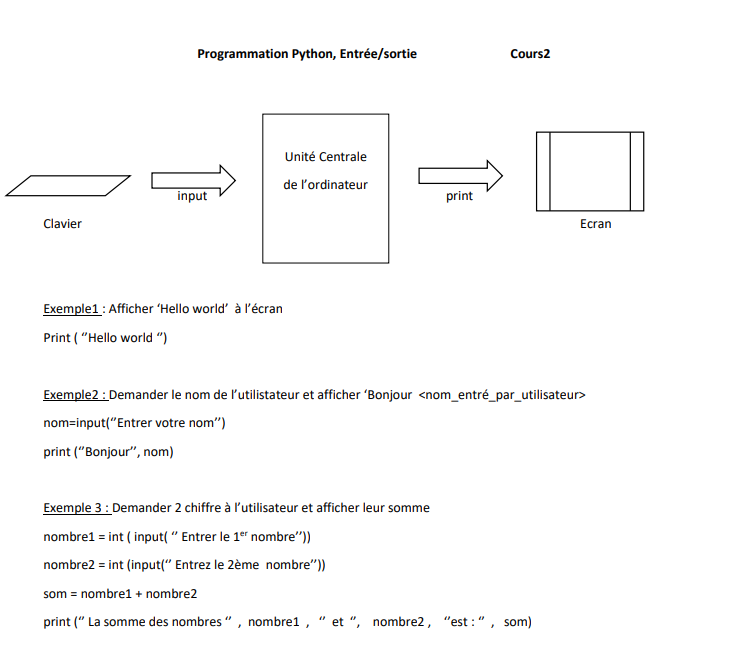 Programmation Python, Entrée/sortie Cours2
Unité Centrale
de l’ordinateur
input
print
Clavier
Ecran
Exemple1 : Afficher ‘Hello world’ à l’écran
Print ( ‘’Hello world ‘’)
Exemple2 : Demander le nom de l’utilistateur et afficher ‘Bonjour <nom_entré_par_utilisateur>
nom=input(‘’Entrer votre nom’’)
print (‘’Bonjour’’, nom)
Exemple 3 : Demander 2 chiffre à l’utilisateur et afficher leur somme
nombre1 = int ( input( ‘’ Entrer le 1er nombre’’))
nombre2 = int (input(‘’ Entrez le 2ème nombre’’))
som = nombre1 + nombre2
print (‘’ La somme des nombres ‘’ , nombre1 , ‘’ et ‘’, nombre2 , ‘’est : ‘’ , som)